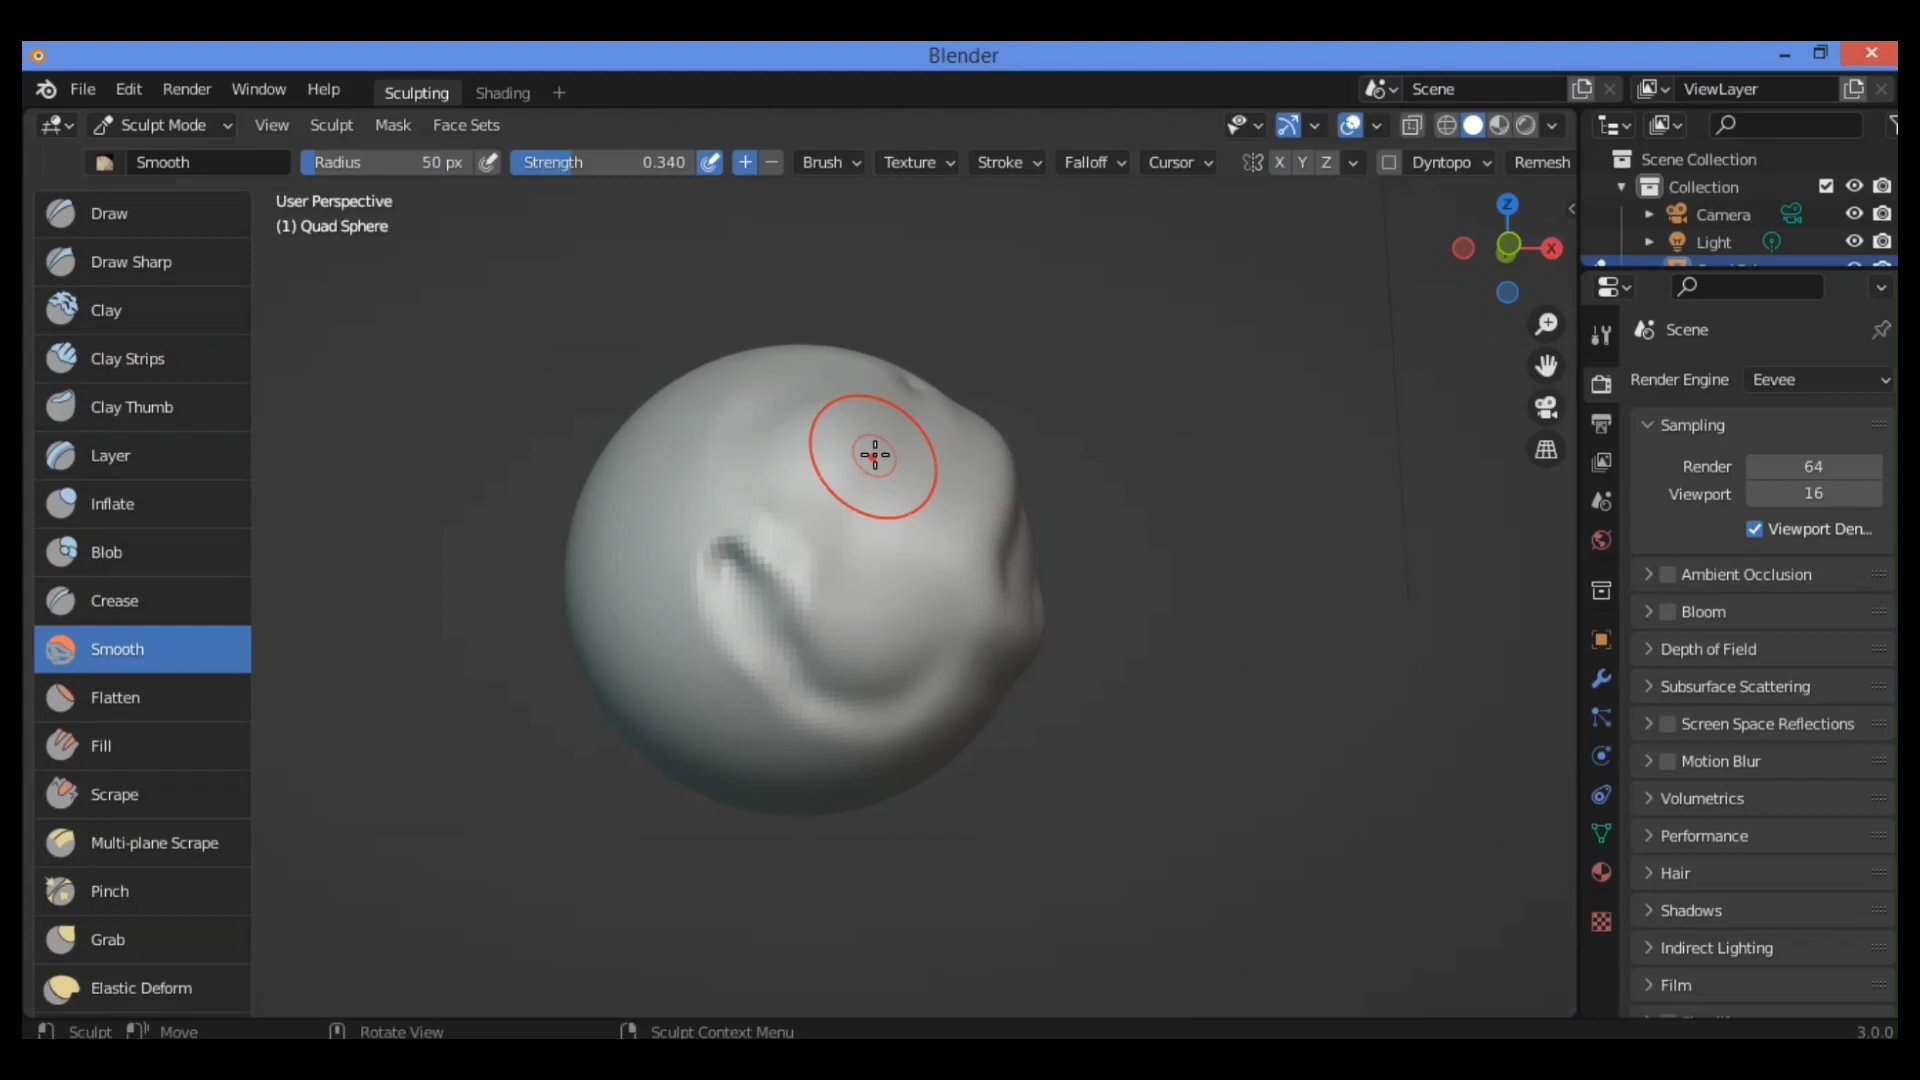 Blender
File Edit Render Window Help Sculpting Shading + Scene ViewLayer
Sculpt Mode View Sculpt Mask Face Sets
Smooth Radius 50 px Strength 0.340 + − Brush Texture Stroke Falloff Cursor X Y Z Dyntopo Remesh
User Perspective
(1) Quad Sphere
Z
X
Draw
Draw Sharp
Clay
Clay Strips
Clay Thumb
Layer
Inflate
Blob
Crease
Smooth
Flatten
Fill
Scrape
Multi-plane Scrape
Pinch
Grab
Elastic Deform
Scene Collection
Collection
Camera
Light
Scene
Render Engine Eevee
Sampling
Render 64
Viewport 16
Viewport Den...
Ambient Occlusion
Bloom
Depth of Field
Subsurface Scattering
Screen Space Reflections
Motion Blur
Volumetrics
Performance
Hair
Shadows
Indirect Lighting
Film
Sculpt Move Rotate View Sculpt Context Menu 3.0.0